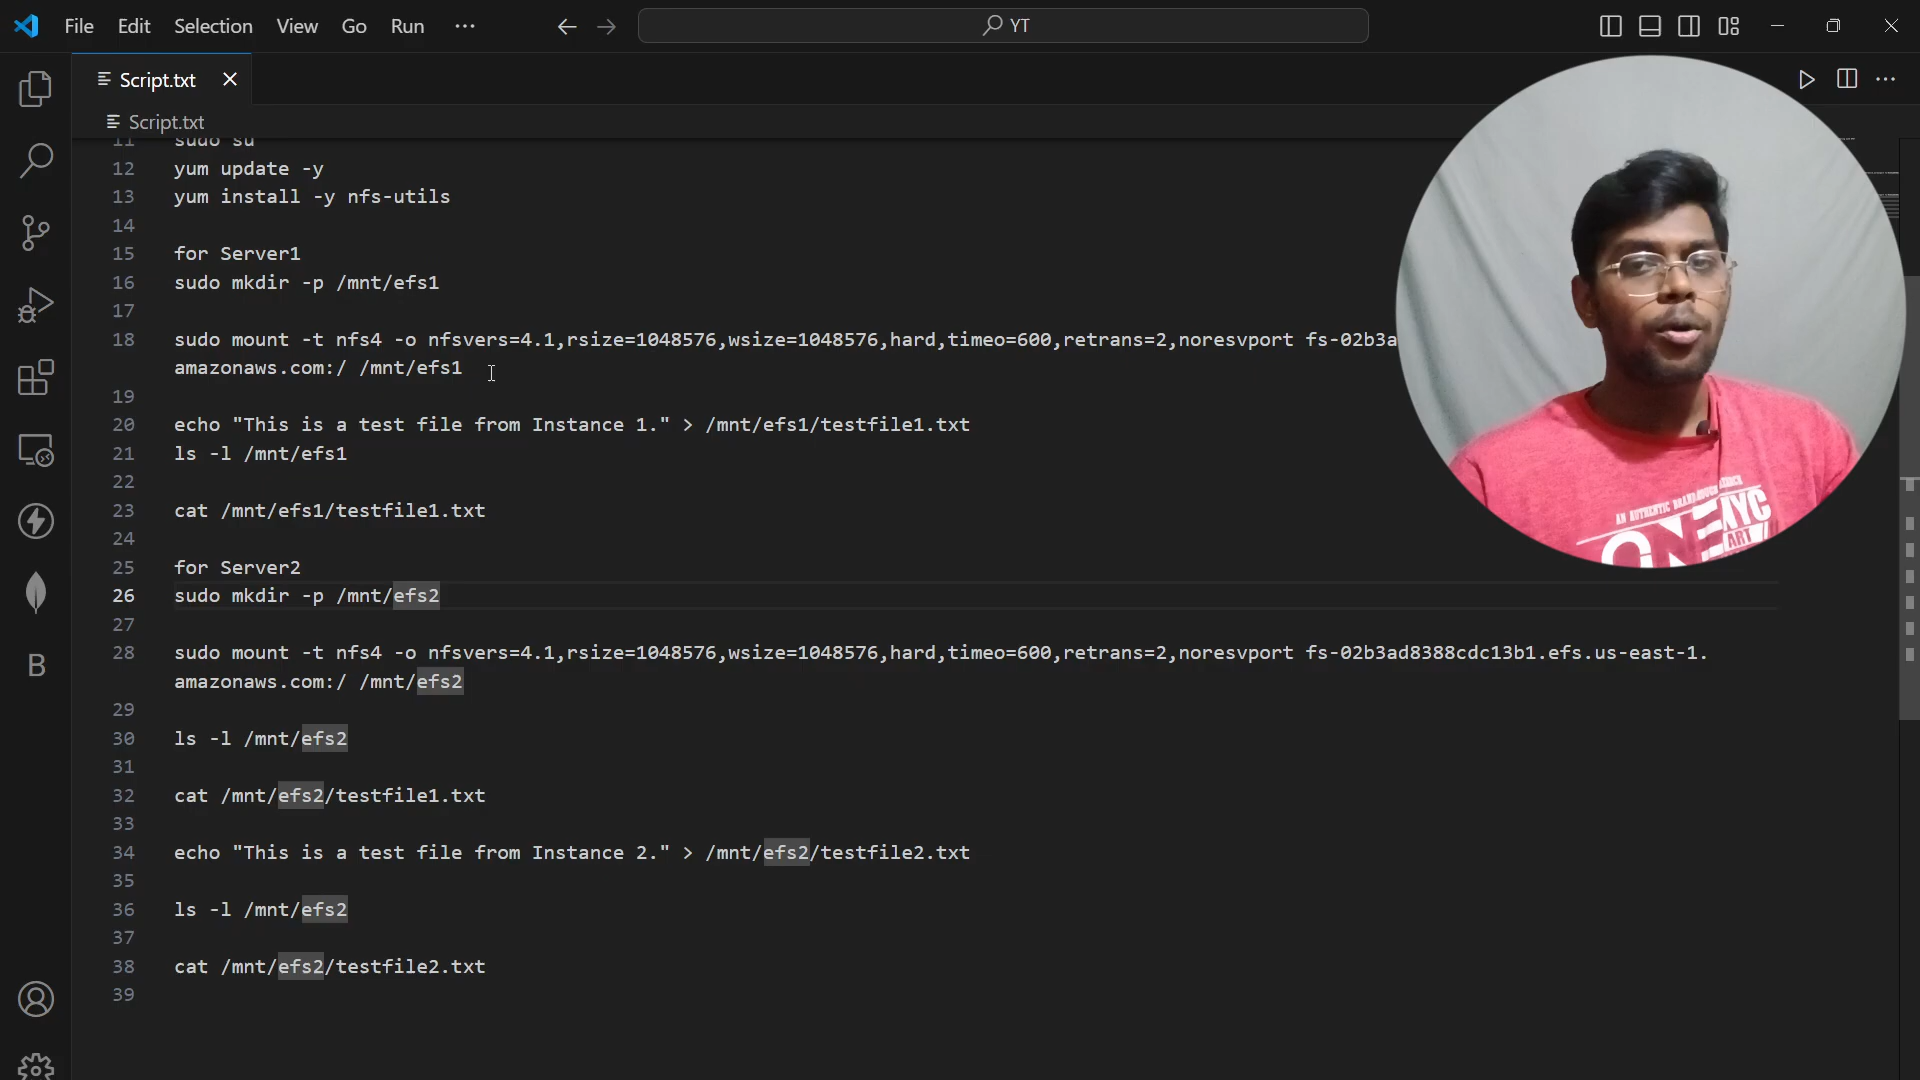 File Edit Selection View Go Run ···
YT
Script.txt
Script.txt
11 sudo su
12 yum update -y
13 yum install -y nfs-utils
14
15 for Server1
16 sudo mkdir -p /mnt/efs1
17
18 sudo mount -t nfs4 -o nfsvers=4.1,rsize=1048576,wsize=1048576,hard,timeo=600,retrans=2,noresvport fs-02b3a
amazonaws.com:/ /mnt/efs1
19
20 echo "This is a test file from Instance 1." > /mnt/efs1/testfile1.txt
21 ls -l /mnt/efs1
22
23 cat /mnt/efs1/testfile1.txt
24
25 for Server2
26 sudo mkdir -p /mnt/efs2
27
28 sudo mount -t nfs4 -o nfsvers=4.1,rsize=1048576,wsize=1048576,hard,timeo=600,retrans=2,noresvport fs-02b3ad8388cdc13b1.efs.us-east-1.
amazonaws.com:/ /mnt/efs2
29
30 ls -l /mnt/efs2
31
32 cat /mnt/efs2/testfile1.txt
33
34 echo "This is a test file from Instance 2." > /mnt/efs2/testfile2.txt
35
36 ls -l /mnt/efs2
37
38 cat /mnt/efs2/testfile2.txt
39
B
AN AUTHENTIC
ONE NYC
ART